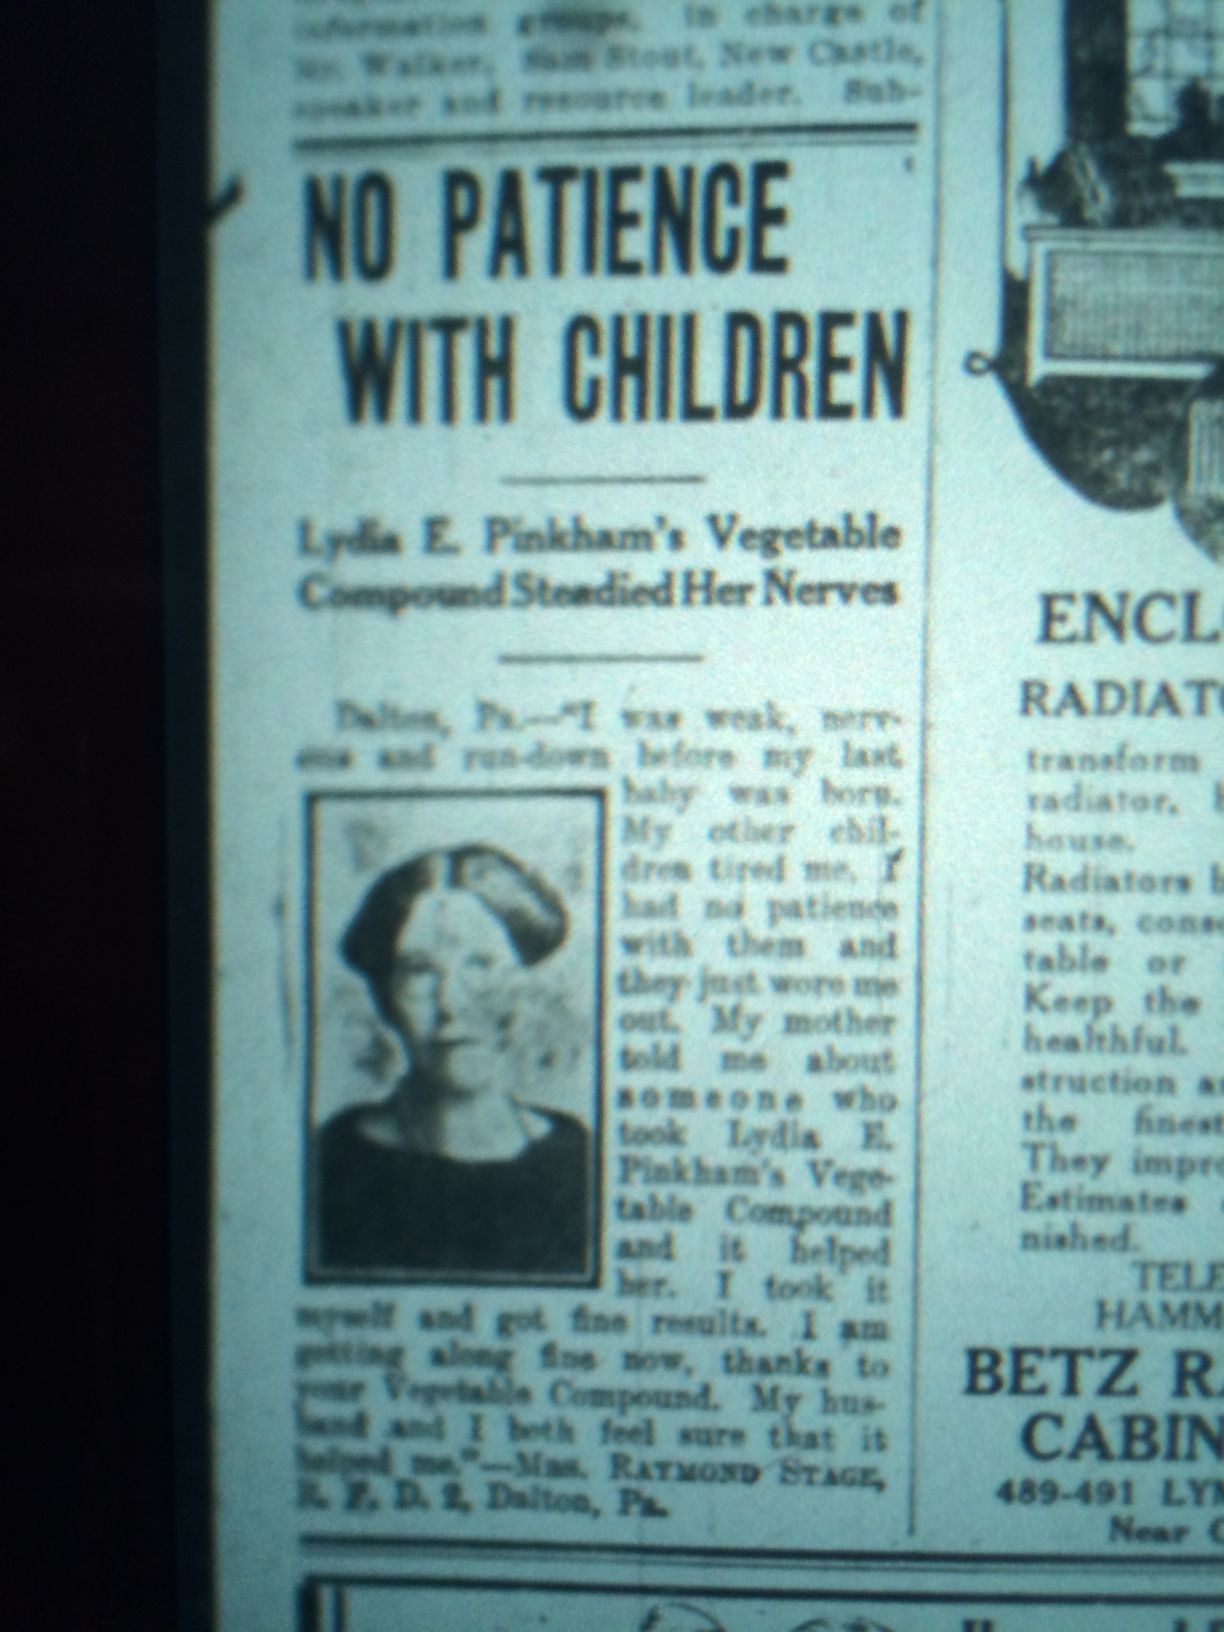 information groups, in charge of
Mr. Walker. Sam Stout, New Castle,
speaker and resource leader. Sub-
NO PATIENCE
WITH CHILDREN
Lydia E. Pinkham's Vegetable
Compound Steadied Her Nerves
Dalton, Pa.—"I was weak, nerv-
ous and run-down before my last
baby was born.
My other chil-
dren tired me. I
had no patience
with them and
they just wore me
out. My mother
told me about
someone who
took Lydia E.
Pinkham's Vege-
table Compound
and it helped
her. I took it
myself and got fine results. I am
getting along fine now, thanks to
your Vegetable Compound. My hus-
band and I both feel sure that it
helped me."—MRS. RAYMOND STAGE,
R. F. D. 2, Dalton, Pa.
ENCL
RADIAT
transform
radiator.
house.
Radiators
seats,
table or
Keep the
healthful.
struction
the finest
They
Estimates
nished.
TELE
HAMM
BETZ RA
CABIN
489-491 LY
Near